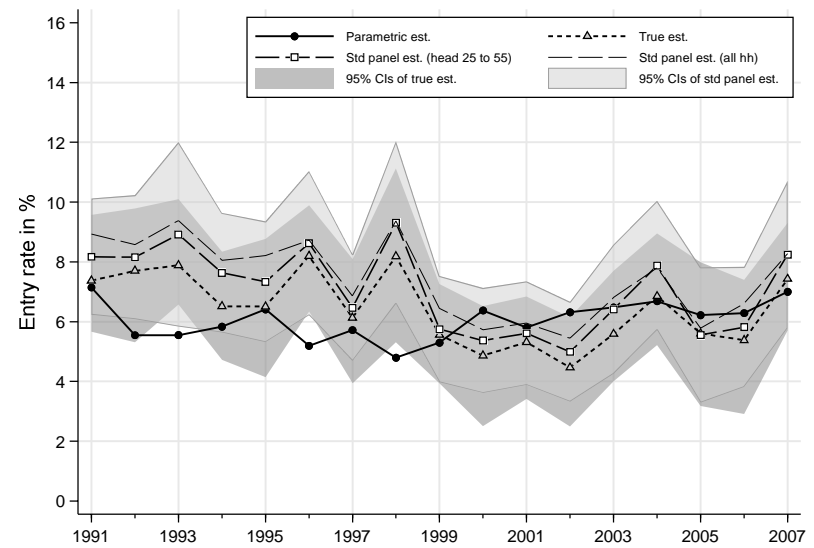 Parametric est.
True est.
Std panel est. (head 25 to 55)
Std panel est. (all hh)
95% CIs of true est.
95% CIs of std panel est.
Entry rate in %
16
14
12
10
8
6
4
2
0
1991
1993
1995
1997
1999
2001
2003
2005
2007